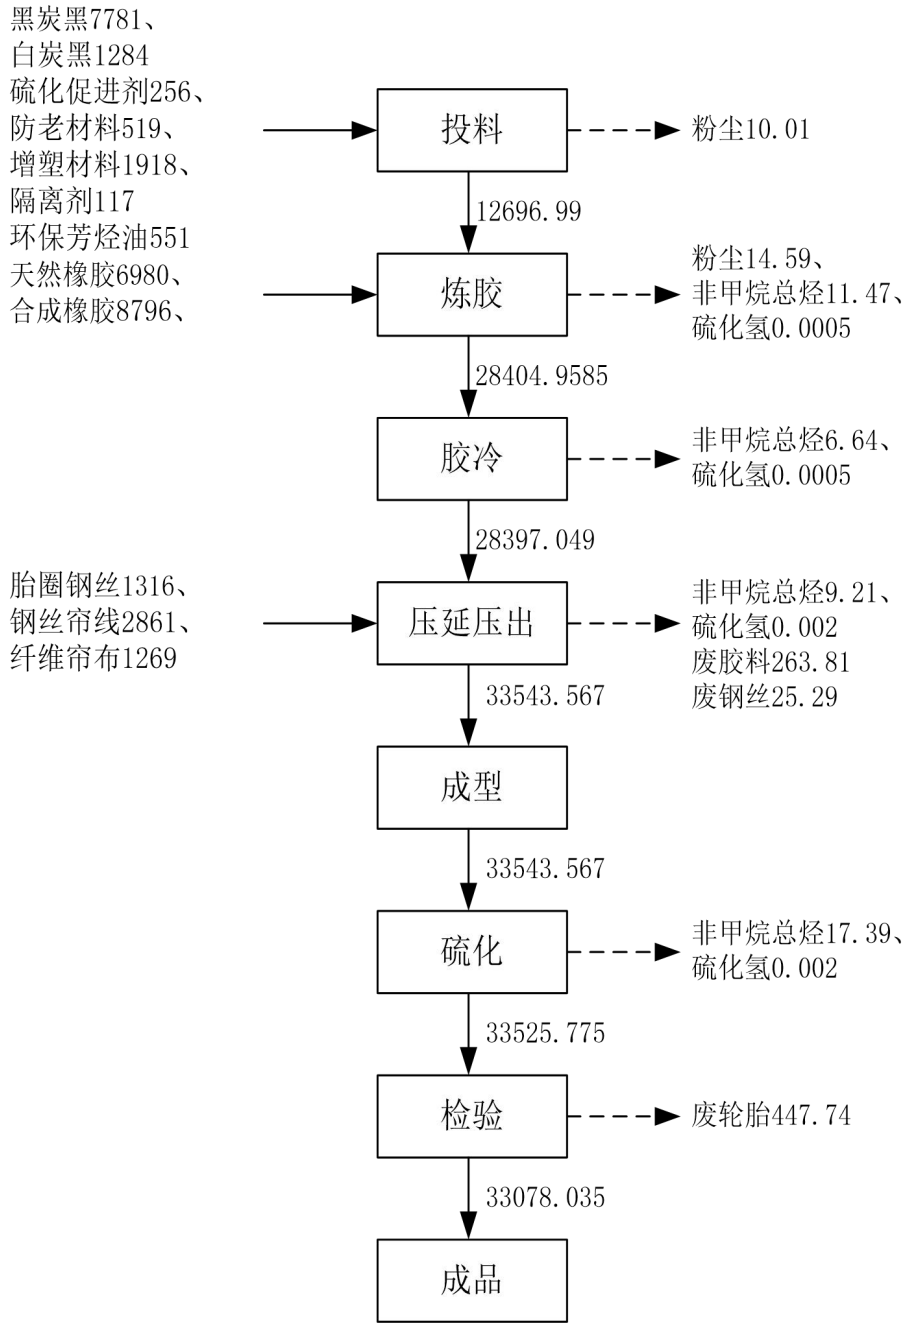 黑炭黑7781、
白炭黑1284
硫化促进剂256、
防老材料519、
增塑材料1918、
隔离剂117
环保芳烃油551
天然橡胶6980、
合成橡胶8796、
投料
粉尘10.01
12696.99
炼胶
粉尘14.59、
非甲烷总烃11.47、
硫化氢0.0005
28404.9585
胶冷
非甲烷总烃6.64、
硫化氢0.0005
28397.049
胎圈钢丝1316、
钢丝帘线2861、
纤维帘布1269
压延压出
非甲烷总烃9.21、
硫化氢0.002
废胶料263.81
废钢丝25.29
33543.567
成型
33543.567
硫化
非甲烷总烃17.39、
硫化氢0.002
33525.775
检验
废轮胎447.74
33078.035
成品